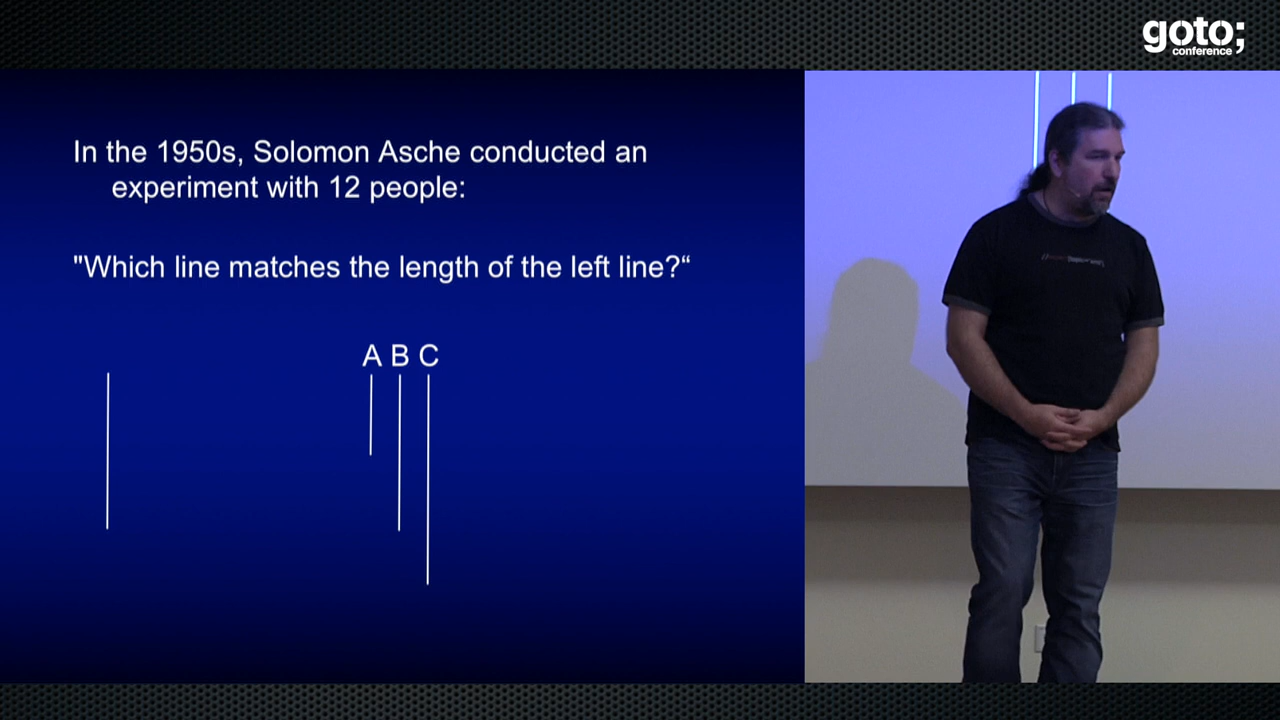 goto;
conference
In the 1950s, Solomon Asche conducted an
experiment with 12 people:
"Which line matches the length of the left line?“
A B C